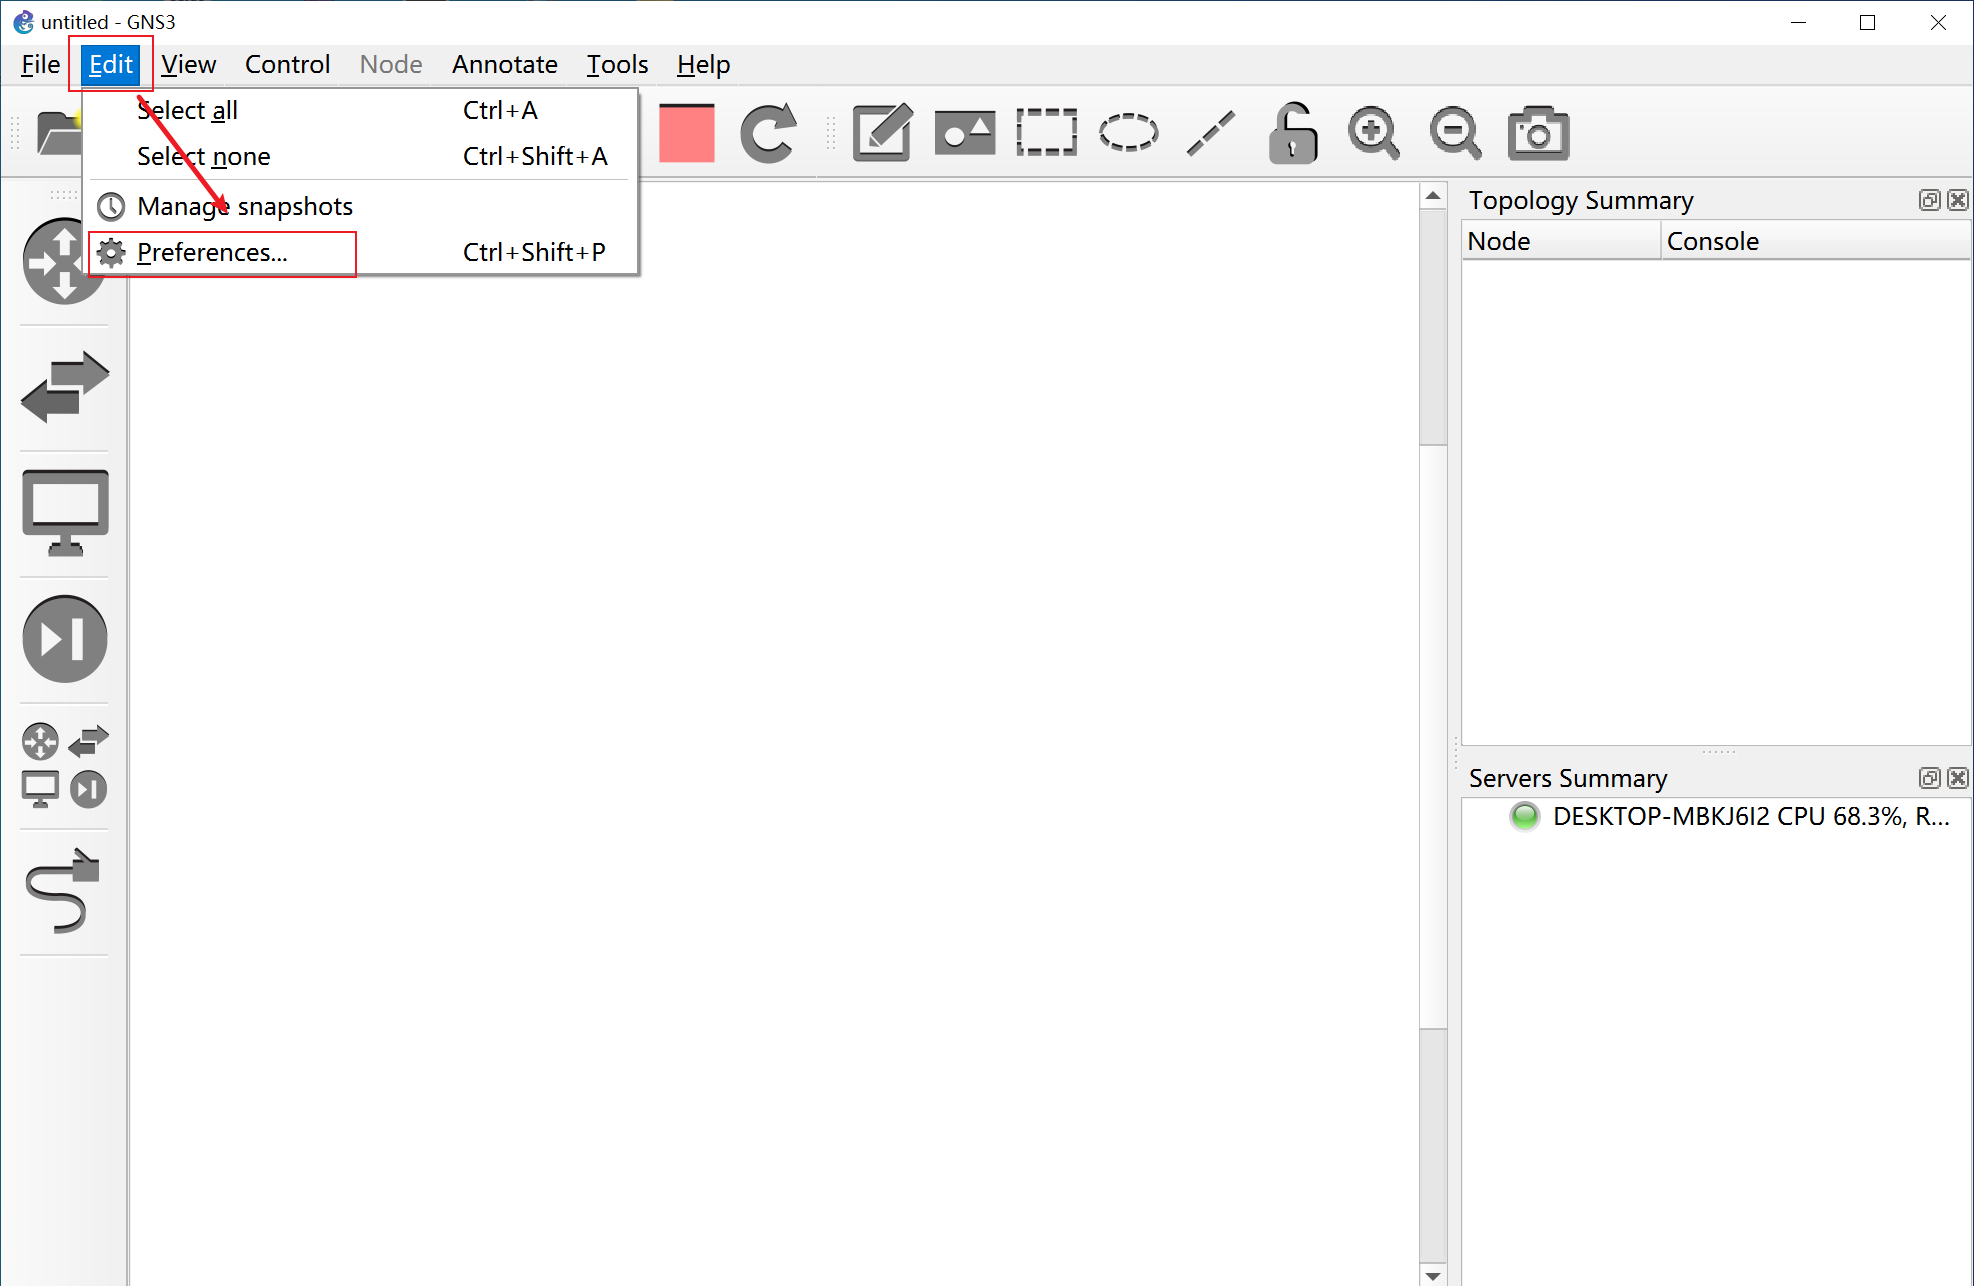 untitled - GNS3
File Edit View Control Node Annotate Tools Help
Select all Ctrl+A
Select none Ctrl+Shift+A
Manage snapshots
Preferences... Ctrl+Shift+P
Topology Summary
Node Console
Servers Summary
DESKTOP-MBKJ6I2 CPU 68.3%, R...